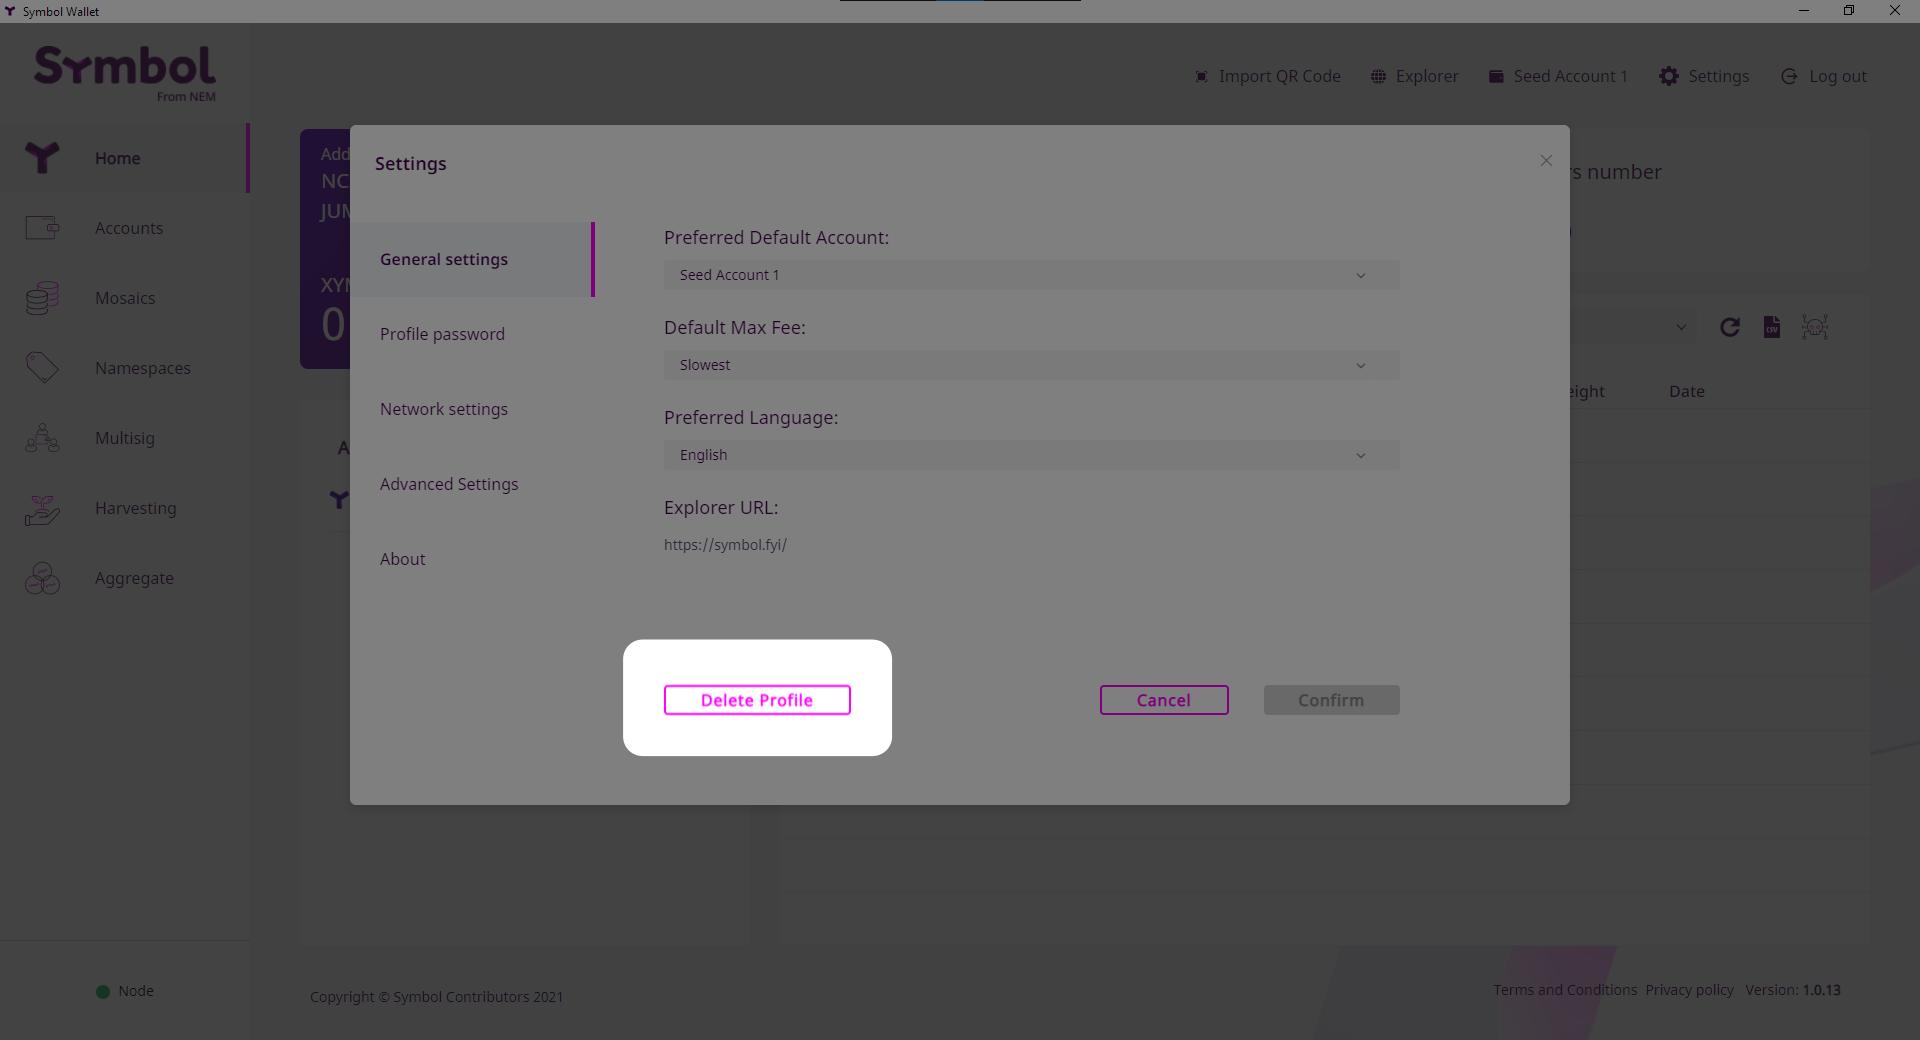 Symbol Wallet
Symbol
From NEM
Import QR Code
Explorer
Seed Account 1
Settings
Log out
Home
Accounts
Mosaics
Namespaces
Multisig
Harvesting
Aggregate
Node
Add
NC
JUM
XYM
0
A
s number
CSV
eight
Date
Settings
General settings
Profile password
Network settings
Advanced Settings
About
Preferred Default Account:
Seed Account 1
Default Max Fee:
Slowest
Preferred Language:
English
Explorer URL:
https://symbol.fyi/
Delete Profile
Cancel
Confirm
Copyright © Symbol Contributors 2021
Terms and Conditions Privacy policy Version: 1.0.13